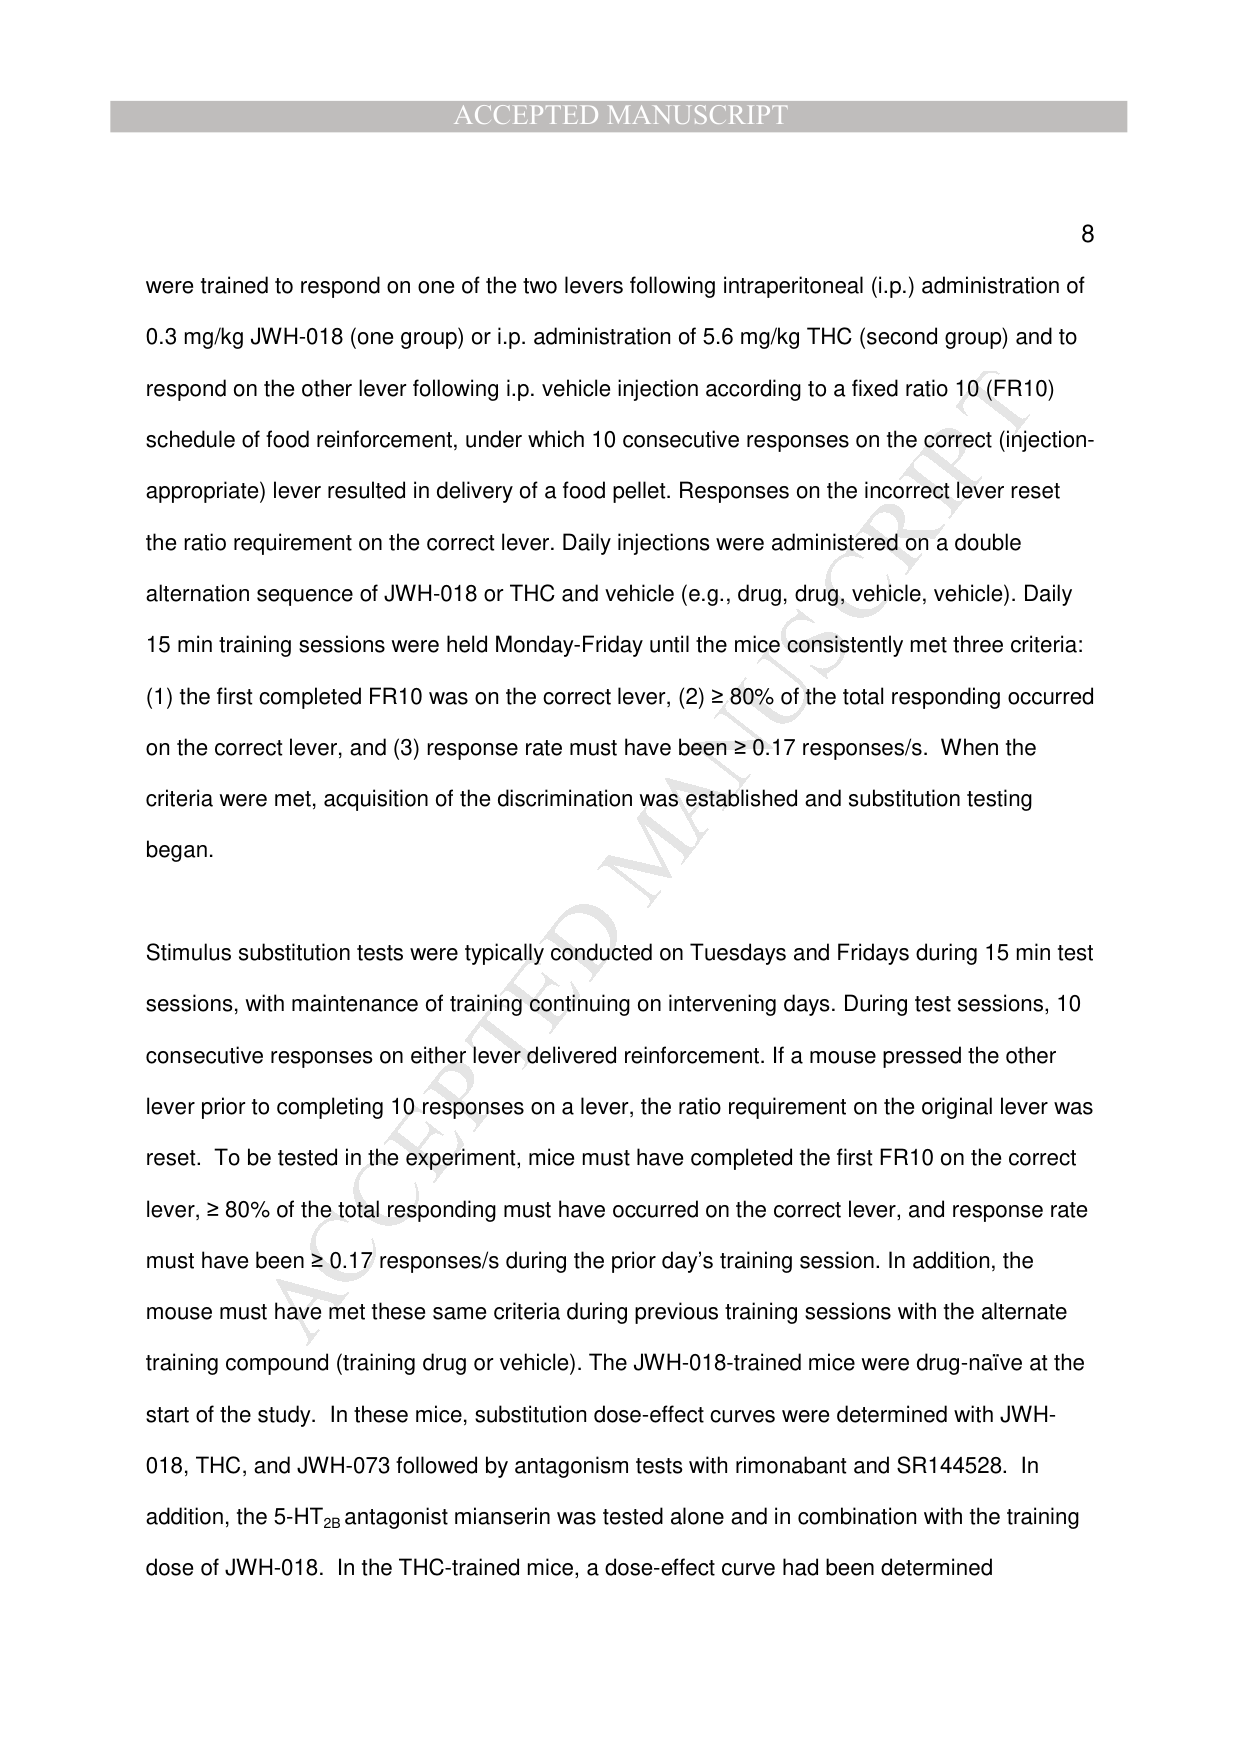 ACCEPTED MANUSCRIPT
8
were trained to respond on one of the two levers following intraperitoneal (i.p.) administration of
0.3 mg/kg JWH-018 (one group) or i.p. administration of 5.6 mg/kg THC (second group) and to
respond on the other lever following i.p. vehicle injection according to a fixed ratio 10 (FR10)
schedule of food reinforcement, under which 10 consecutive responses on the correct (injection-
appropriate) lever resulted in delivery of a food pellet. Responses on the incorrect lever reset
the ratio requirement on the correct lever. Daily injections were administered on a double
alternation sequence of JWH-018 or THC and vehicle (e.g., drug, drug, vehicle, vehicle). Daily
15 min training sessions were held Monday-Friday until the mice consistently met three criteria:
(1) the first completed FR10 was on the correct lever, (2) ≥ 80% of the total responding occurred
on the correct lever, and (3) response rate must have been ≥ 0.17 responses/s.  When the
criteria were met, acquisition of the discrimination was established and substitution testing
began.
Stimulus substitution tests were typically conducted on Tuesdays and Fridays during 15 min test
sessions, with maintenance of training continuing on intervening days. During test sessions, 10
consecutive responses on either lever delivered reinforcement. If a mouse pressed the other
lever prior to completing 10 responses on a lever, the ratio requirement on the original lever was
reset.  To be tested in the experiment, mice must have completed the first FR10 on the correct
lever, ≥ 80% of the total responding must have occurred on the correct lever, and response rate
must have been ≥ 0.17 responses/s during the prior day’s training session. In addition, the
mouse must have met these same criteria during previous training sessions with the alternate
training compound (training drug or vehicle). The JWH-018-trained mice were drug-naïve at the
start of the study.  In these mice, substitution dose-effect curves were determined with JWH-
018, THC, and JWH-073 followed by antagonism tests with rimonabant and SR144528.  In
addition, the 5-HT2B antagonist mianserin was tested alone and in combination with the training
dose of JWH-018.  In the THC-trained mice, a dose-effect curve had been determined
ACCEPTED MANUSCRIPT